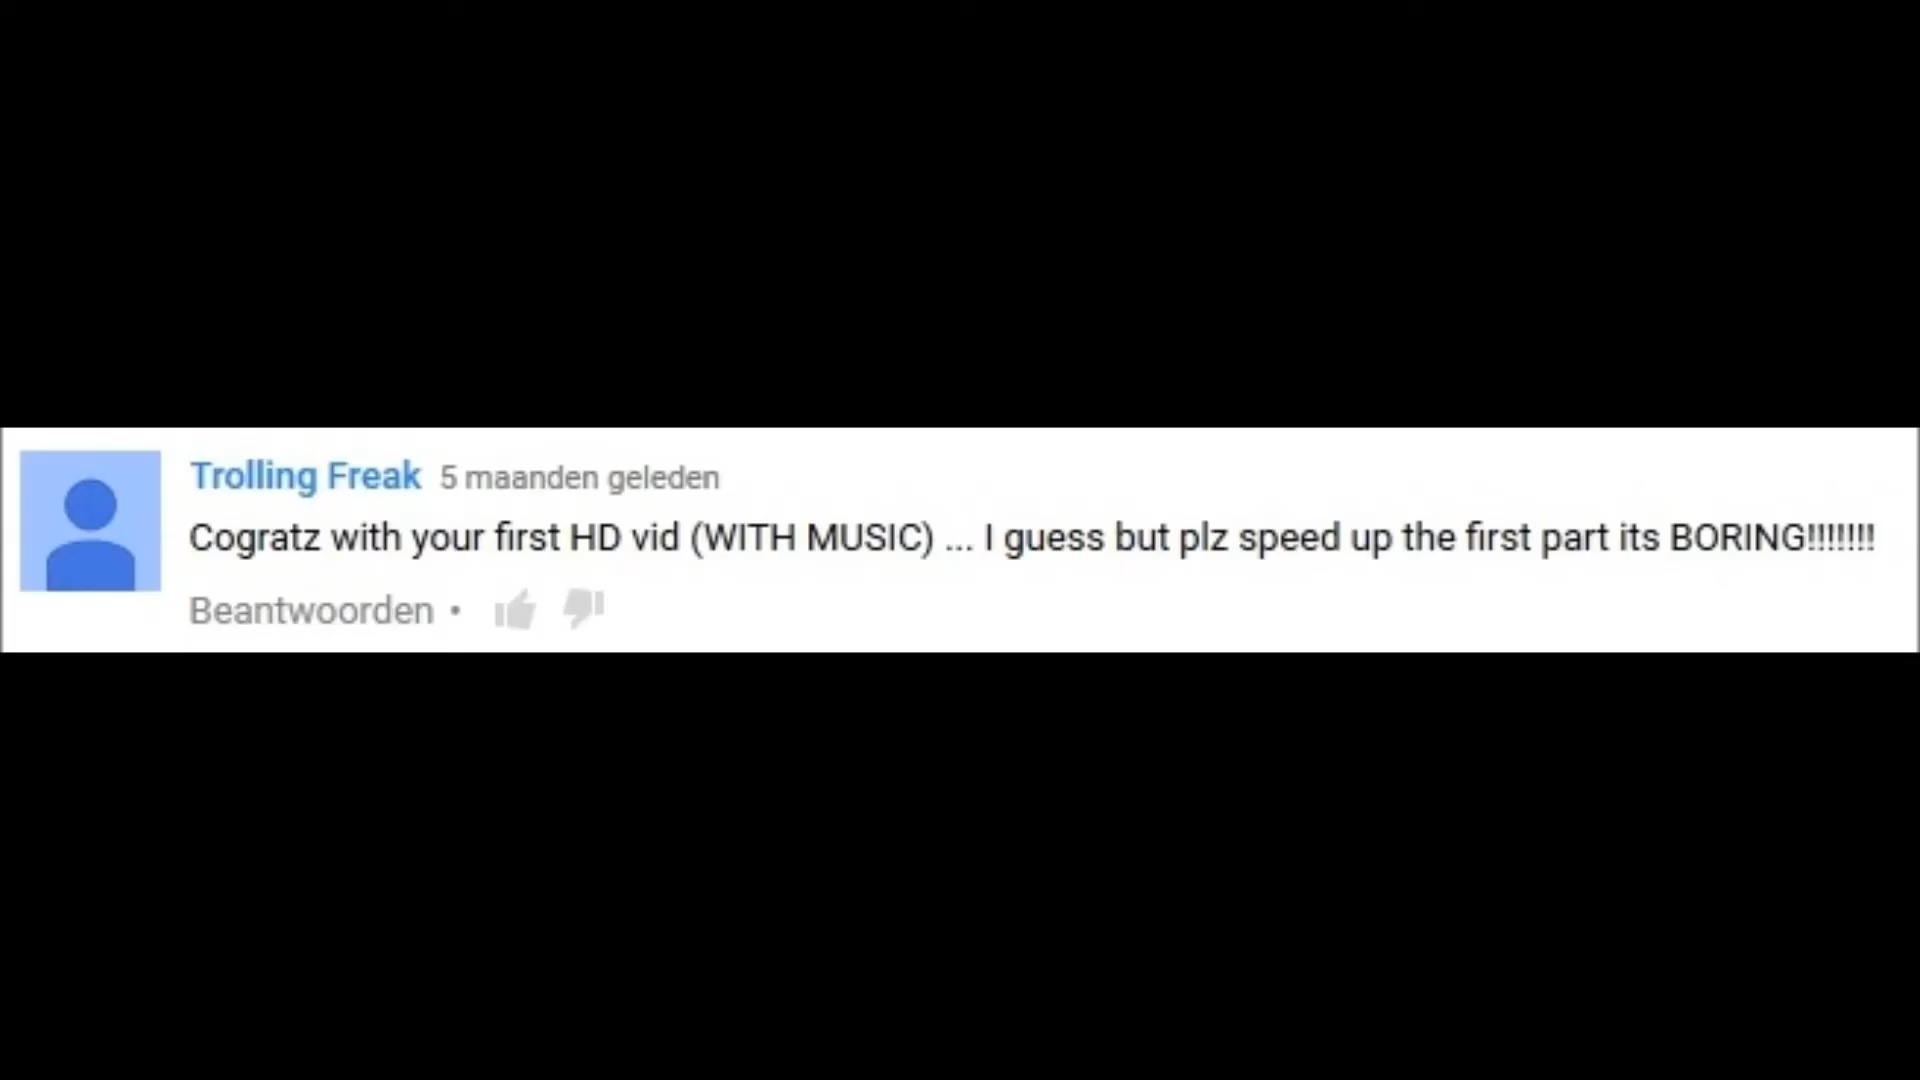 Trolling Freak 5 maanden geleden
Cogratz with your first HD vid (WITH MUSIC) ... I guess but plz speed up the first part its BORING!!!!!!!
Beantwoorden •